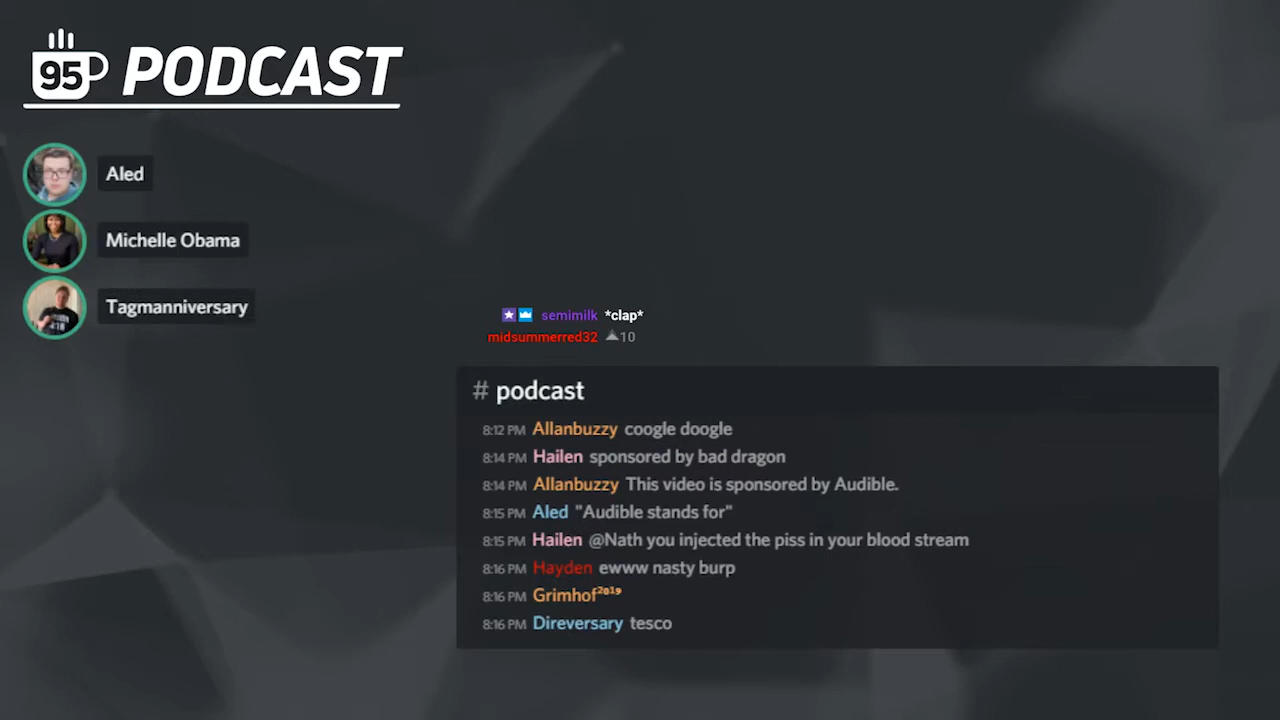 95 PODCAST
Aled
Michelle Obama
Tagmanniversary
semimilk *clap*
midsummerred32 10
# podcast
8:12 PM Allanbuzzy coogle doogle
8:14 PM Hailen sponsored by bad dragon
8:14 PM Allanbuzzy This video is sponsored by Audible.
8:15 PM Aled "Audible stands for"
8:15 PM Hailen @Nath you injected the piss in your blood stream
8:16 PM Hayden ewww nasty burp
8:16 PM Grimhof²⁰¹⁹
8:16 PM Direversary tesco